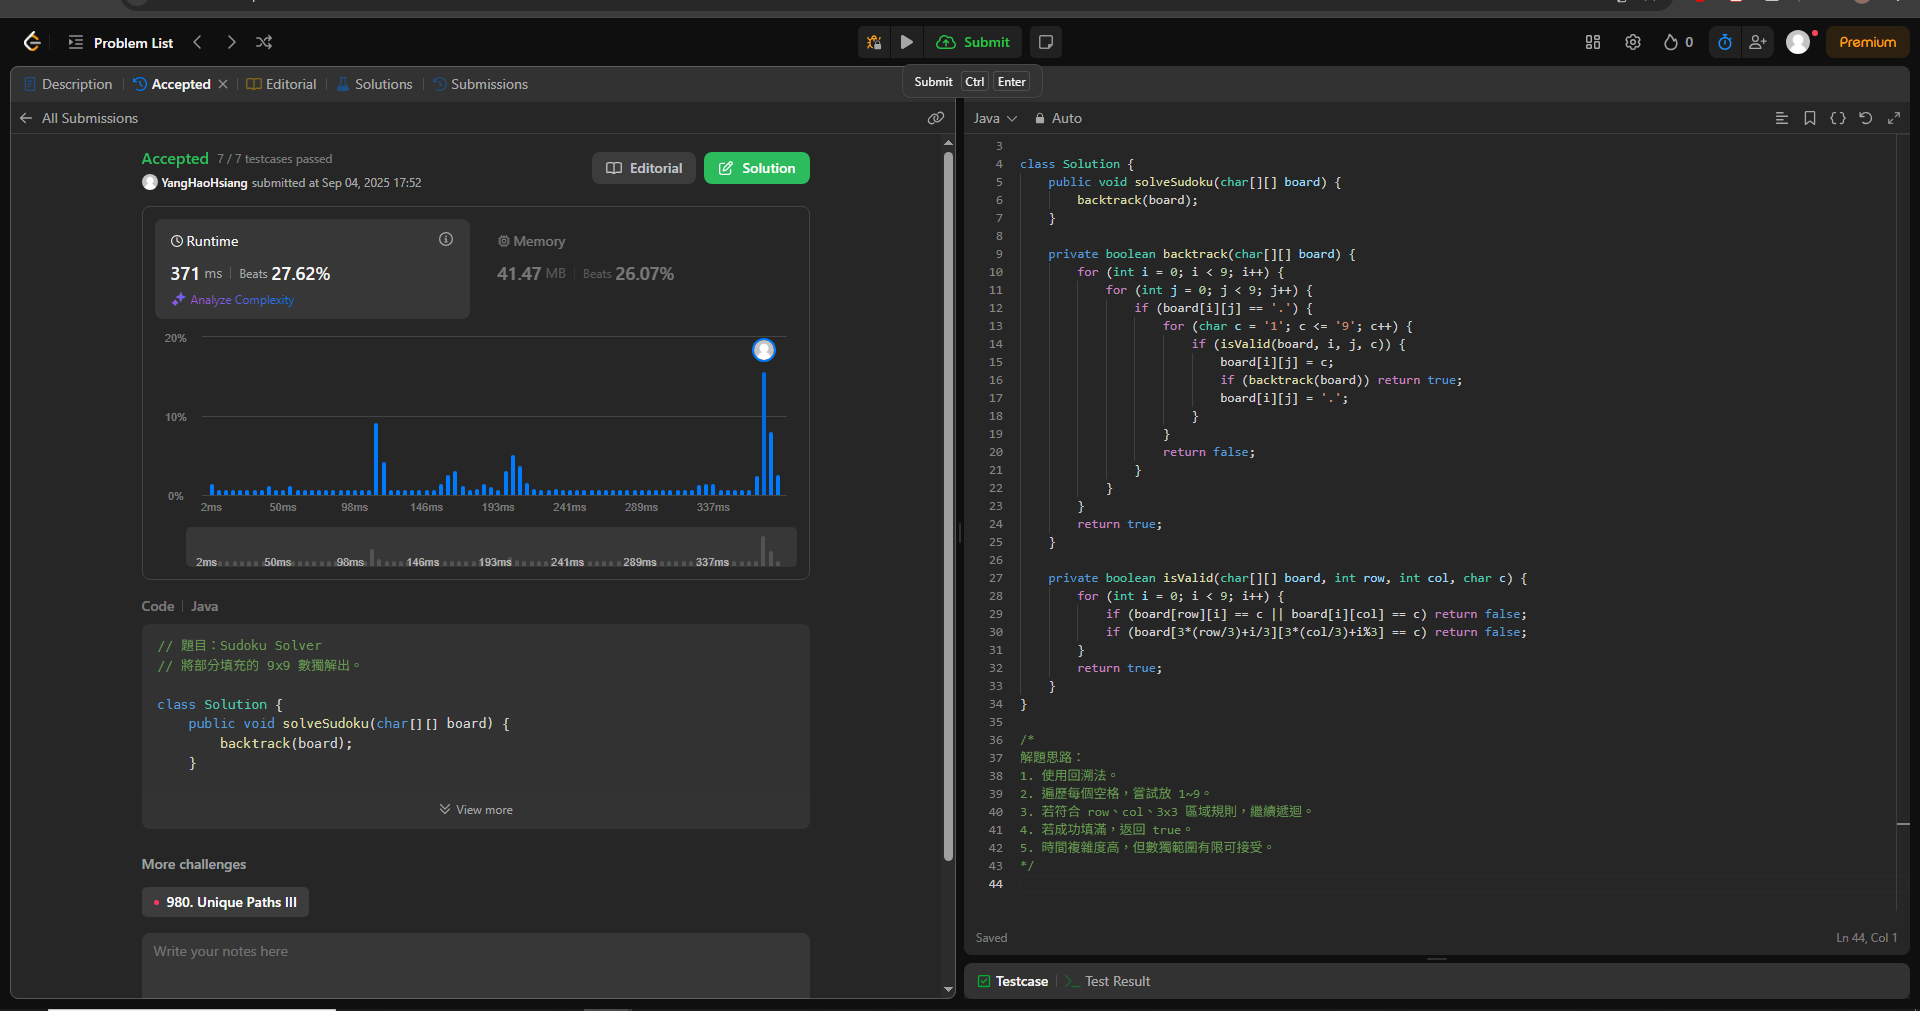 Problem List
Submit
0
Premium
Submit Ctrl Enter
Description
Accepted
Editorial
Solutions
Submissions
All Submissions
Accepted 7 / 7 testcases passed
YangHaoHsiang submitted at Sep 04, 2025 17:52
Editorial
Solution
Runtime
371 ms Beats 27.62%
Analyze Complexity
Memory
41.47 MB Beats 26.07%
20%
10%
0%
2ms 50ms 98ms 146ms 193ms 241ms 289ms 337ms
2ms 50ms 98ms 146ms 193ms 241ms 289ms 337ms
Code Java
// 題目：Sudoku Solver
// 將部分填充的 9x9 數獨解出。
class Solution {
    public void solveSudoku(char[][] board) {
        backtrack(board);
    }
View more
More challenges
980. Unique Paths III
Write your notes here
Java
Auto
3
4 class Solution {
5     public void solveSudoku(char[][] board) {
6         backtrack(board);
7     }
8
9     private boolean backtrack(char[][] board) {
10         for (int i = 0; i < 9; i++) {
11             for (int j = 0; j < 9; j++) {
12                 if (board[i][j] == '.') {
13                     for (char c = '1'; c <= '9'; c++) {
14                         if (isValid(board, i, j, c)) {
15                             board[i][j] = c;
16                             if (backtrack(board)) return true;
17                             board[i][j] = '.';
18                         }
19                     }
20                     return false;
21                 }
22             }
23         }
24         return true;
25     }
26
27     private boolean isValid(char[][] board, int row, int col, char c) {
28         for (int i = 0; i < 9; i++) {
29             if (board[row][i] == c || board[i][col] == c) return false;
30             if (board[3*(row/3)+i/3][3*(col/3)+i%3] == c) return false;
31         }
32         return true;
33     }
34 }
35
36 /*
37 解題思路：
38 1. 使用回溯法。
39 2. 遍歷每個空格，嘗試放 1~9。
40 3. 若符合 row、col、3x3 區域規則，繼續遞迴。
41 4. 若成功填滿，返回 true。
42 5. 時間複雜度高，但數獨範圍有限可接受。
43 */
44
Saved
Ln 44, Col 1
Testcase
Test Result